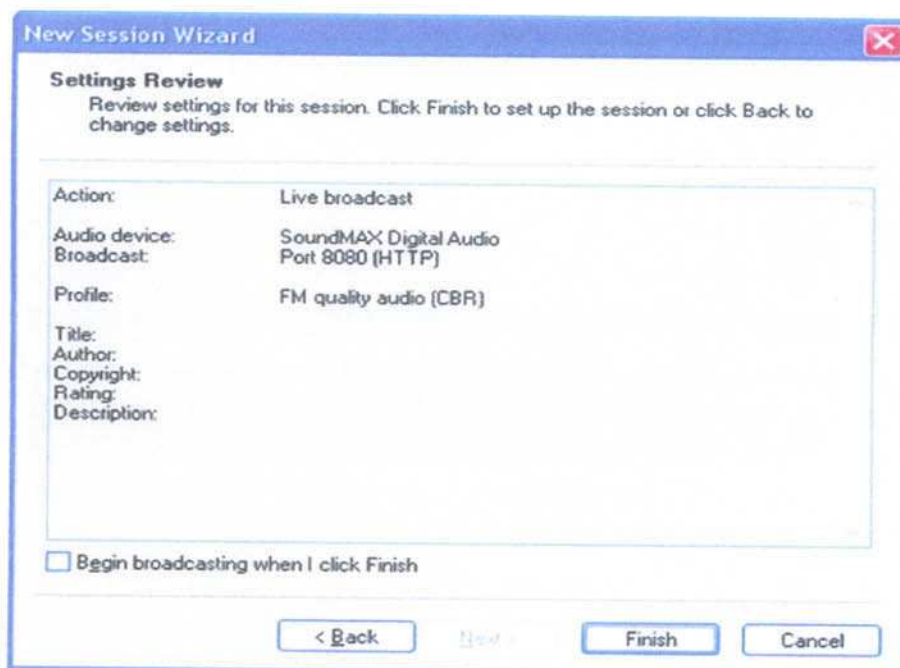 New Session Wizard
Settings Review
Review settings for this session. Click Finish to set up the session or click Back to
change settings.
Action: Live broadcast
Audio device: SoundMAX Digital Audio
Broadcast: Port 8080 (HTTP)
Profile: FM quality audio (CBR)
Title:
Author:
Copyright:
Rating:
Description:
Begin broadcasting when I click Finish
< Back Next > Finish Cancel